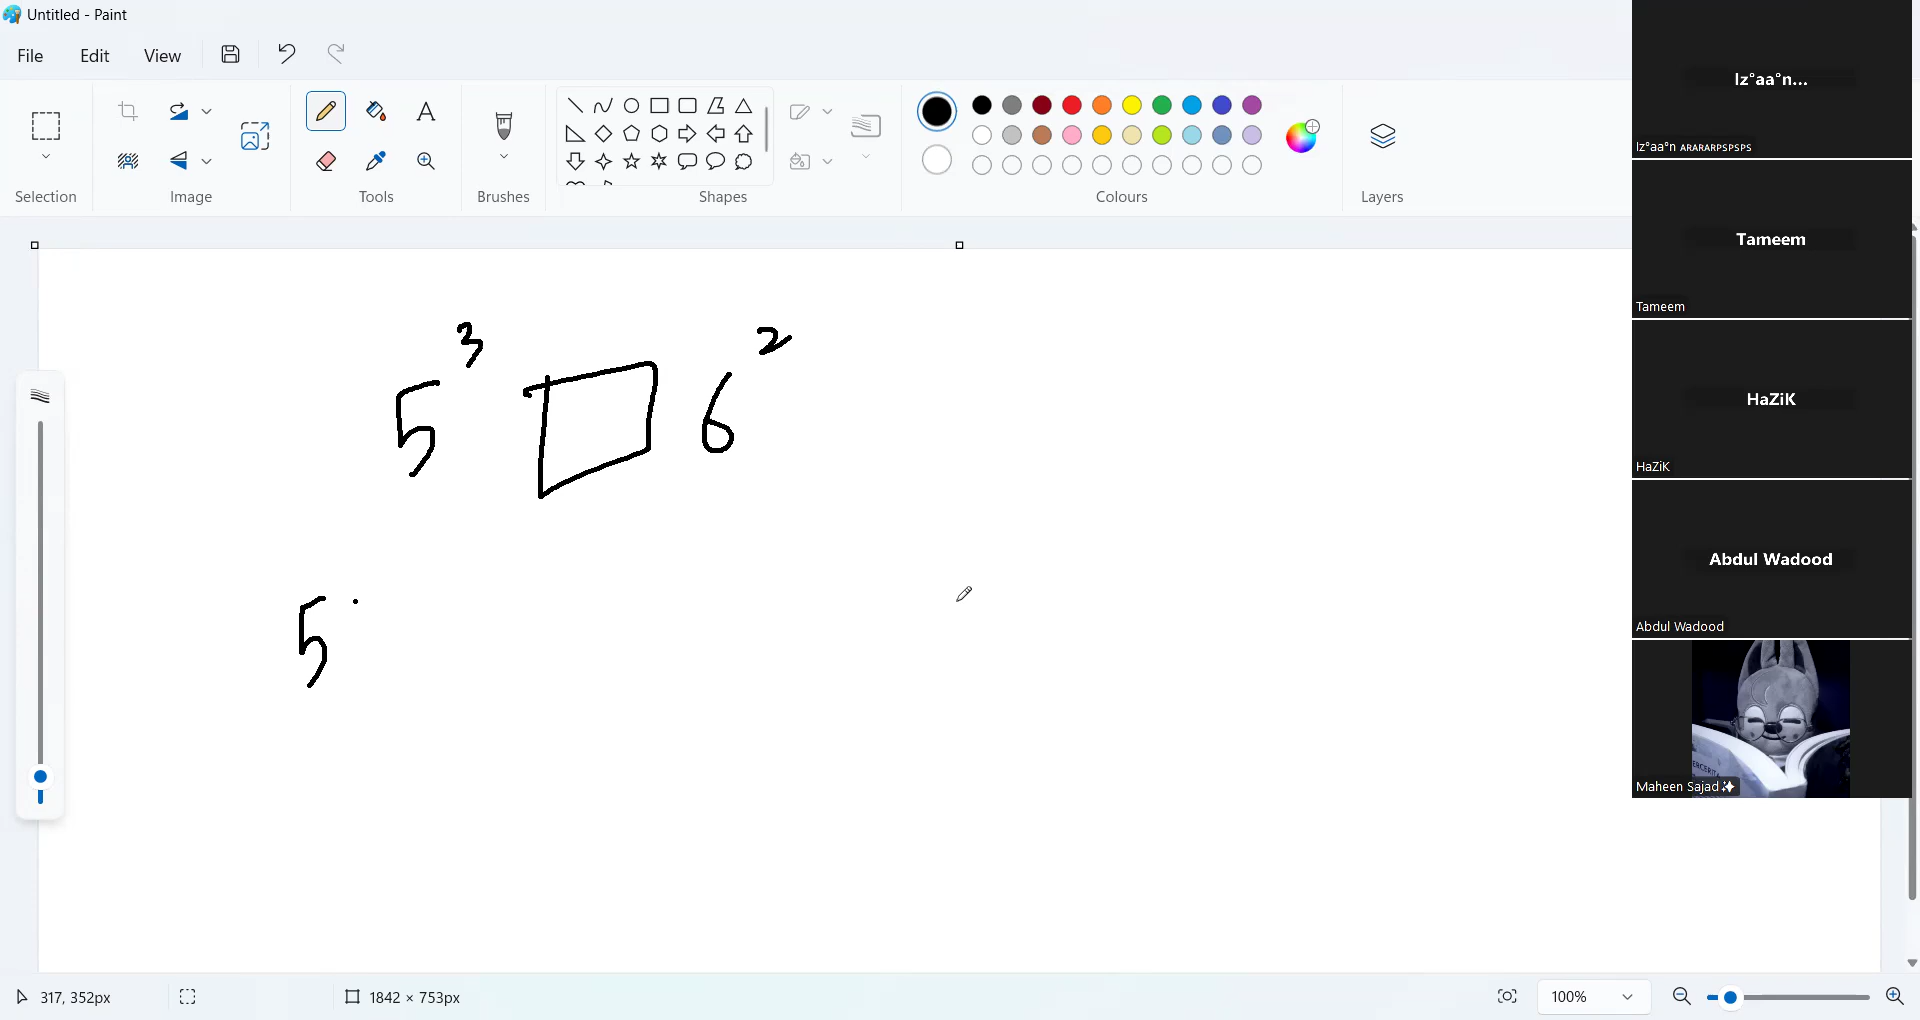 Untitled - Paint
File Edit View
Selection Image Tools Brushes Shapes Colours Layers
5³ 6²
5
Iz°aa°n...
Iz°aa°n ARARARPSPSPS
Tameem
Tameem
HaZiK
HaZiK
Abdul Wadood
Abdul Wadood
Maheen Sajad✨
317, 352px 1842 × 753px 100%